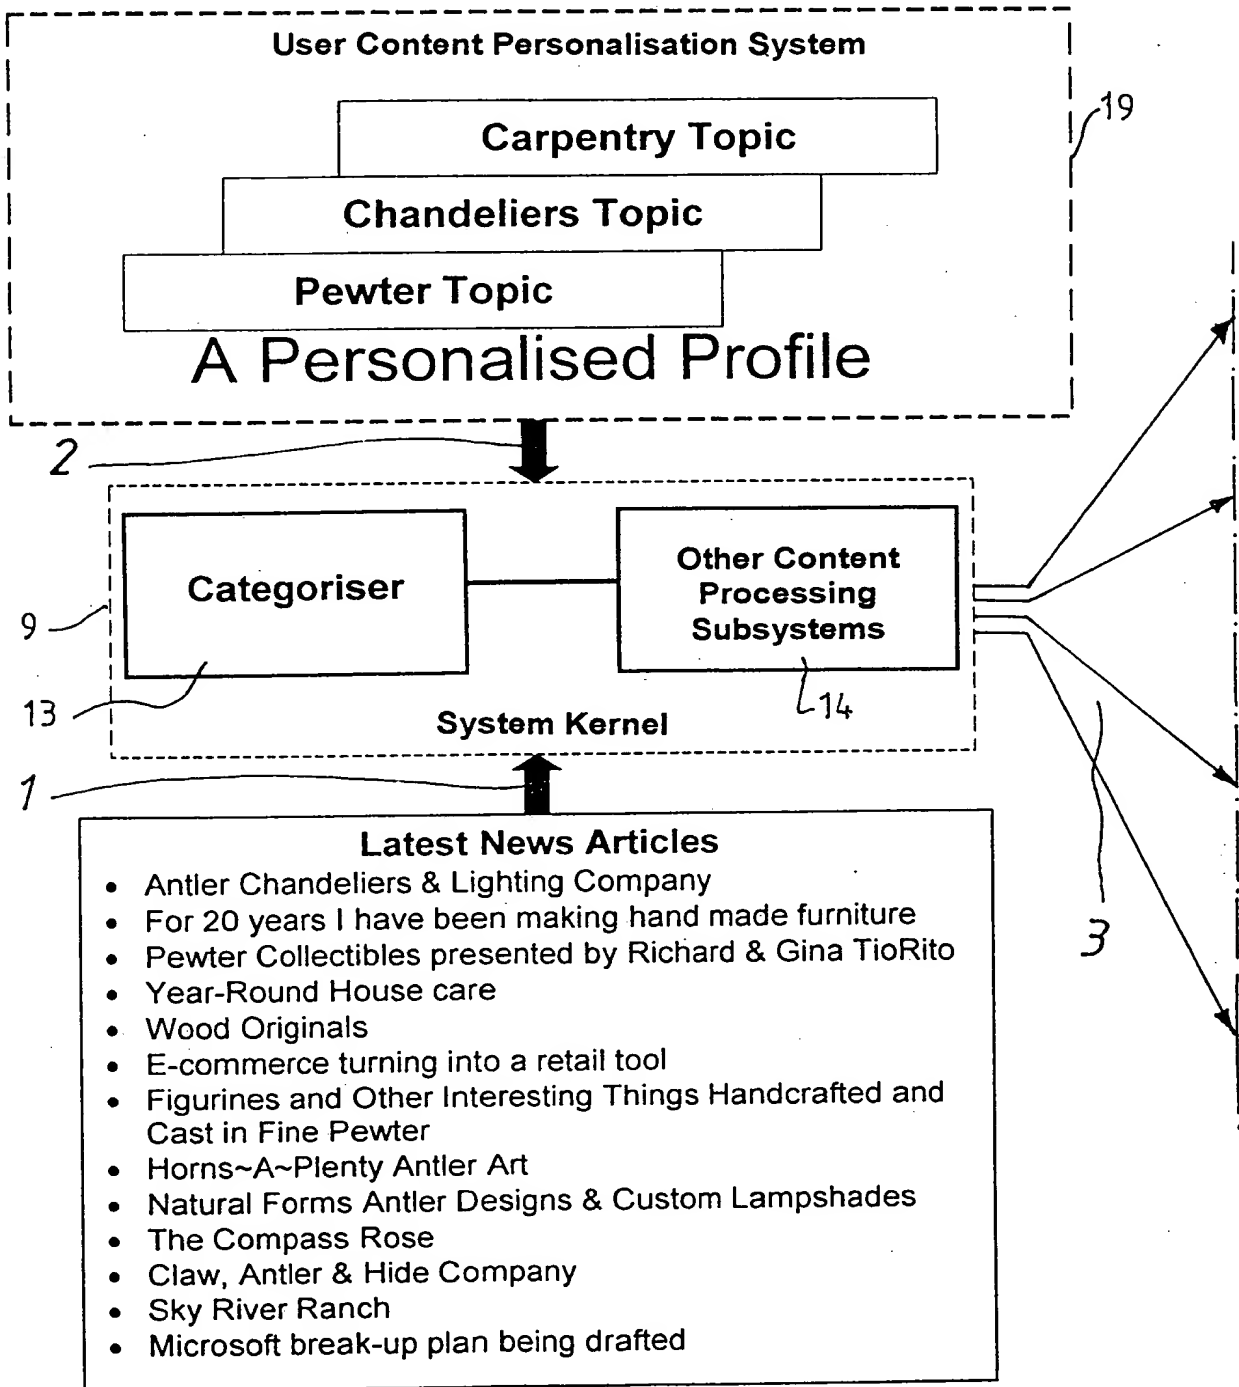 User Content Personalisation System
19
Carpentry Topic
Chandeliers Topic
Pewter Topic
A Personalised Profile
2
Categoriser
Other Content
Processing
Subsystems
9
13
14
System Kernel
1
3
Latest News Articles
• Antler Chandeliers & Lighting Company
• For 20 years I have been making hand made furniture
• Pewter Collectibles presented by Richard & Gina TioRito
• Year-Round House care
• Wood Originals
• E-commerce turning into a retail tool
• Figurines and Other Interesting Things Handcrafted and
Cast in Fine Pewter
• Horns~A~Plenty Antler Art
• Natural Forms Antler Designs & Custom Lampshades
• The Compass Rose
• Claw, Antler & Hide Company
• Sky River Ranch
• Microsoft break-up plan being drafted